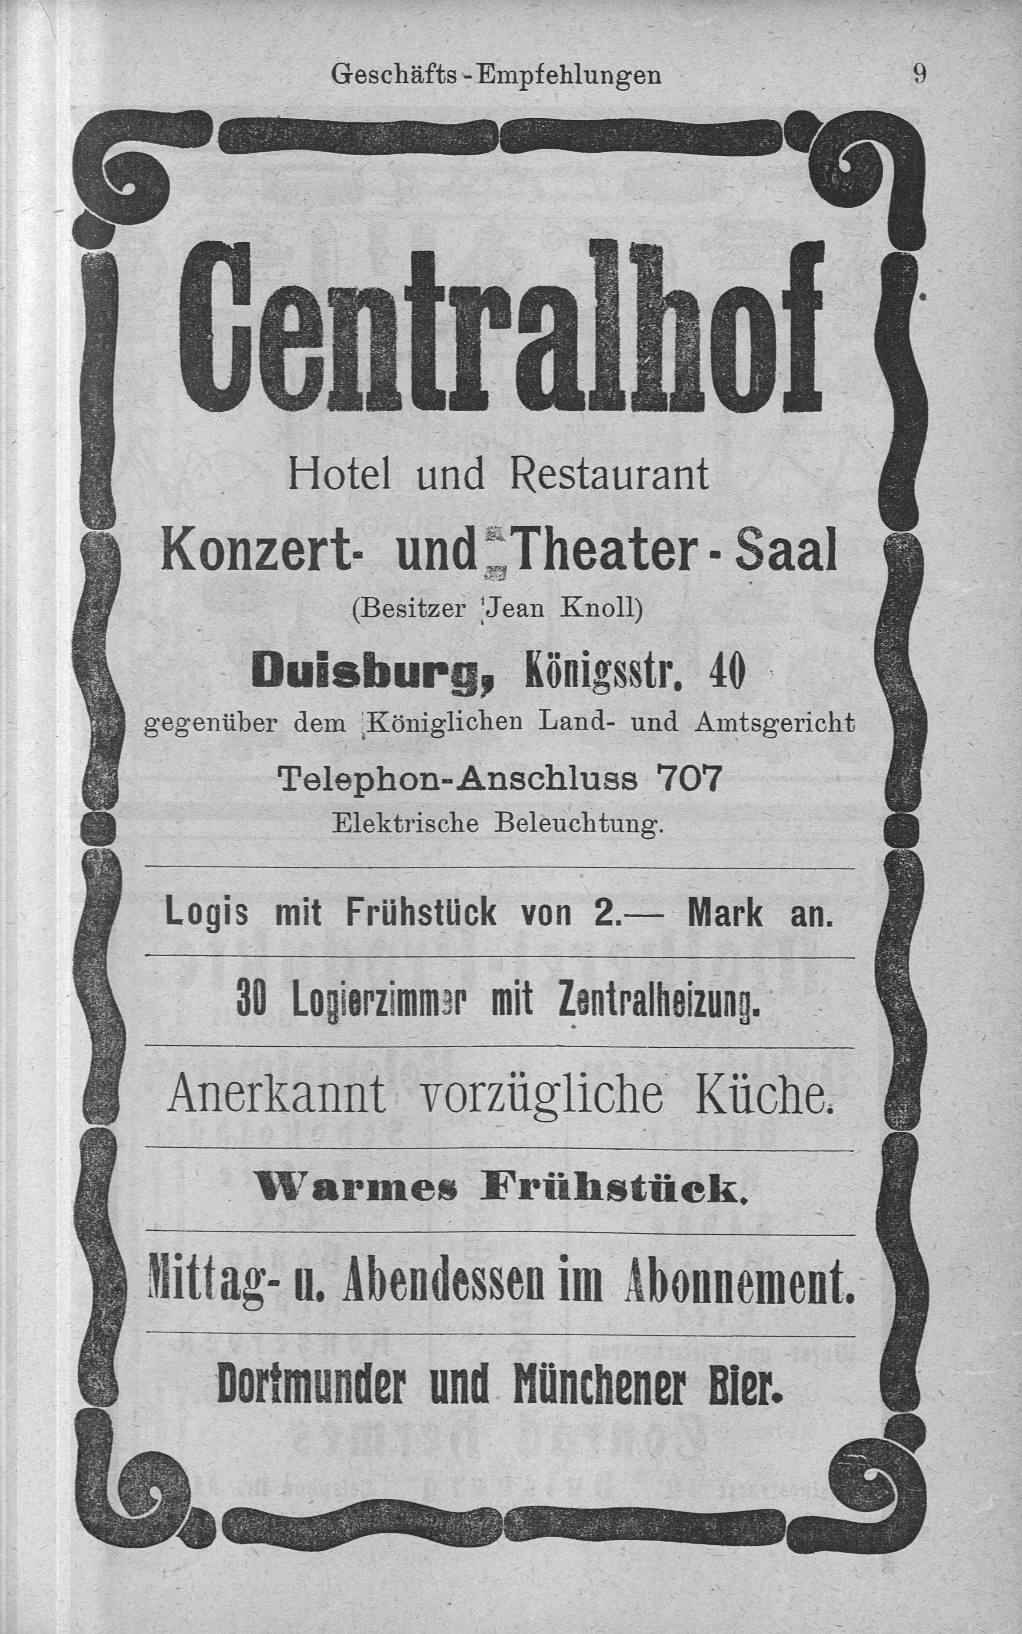 Geschäfts-Empfehlungen 9
Centralhof
Hotel und Restaurant
Konzert- und Theater-Saal
(Besitzer Jean Knoll)
Duisburg, Königsstr. 40
gegenüber dem Königlichen Land- und Amtsgericht
Telephon-Anschluss 707
Elektrische Beleuchtung.
Logis mit Frühstück von 2.— Mark an.
30 Logierzimmer mit Zentralheizung.
Anerkannt vorzügliche Küche.
Warmes Frühstück.
Mittag- u. Abendessen im Abonnement.
Dortmunder und Münchener Bier.